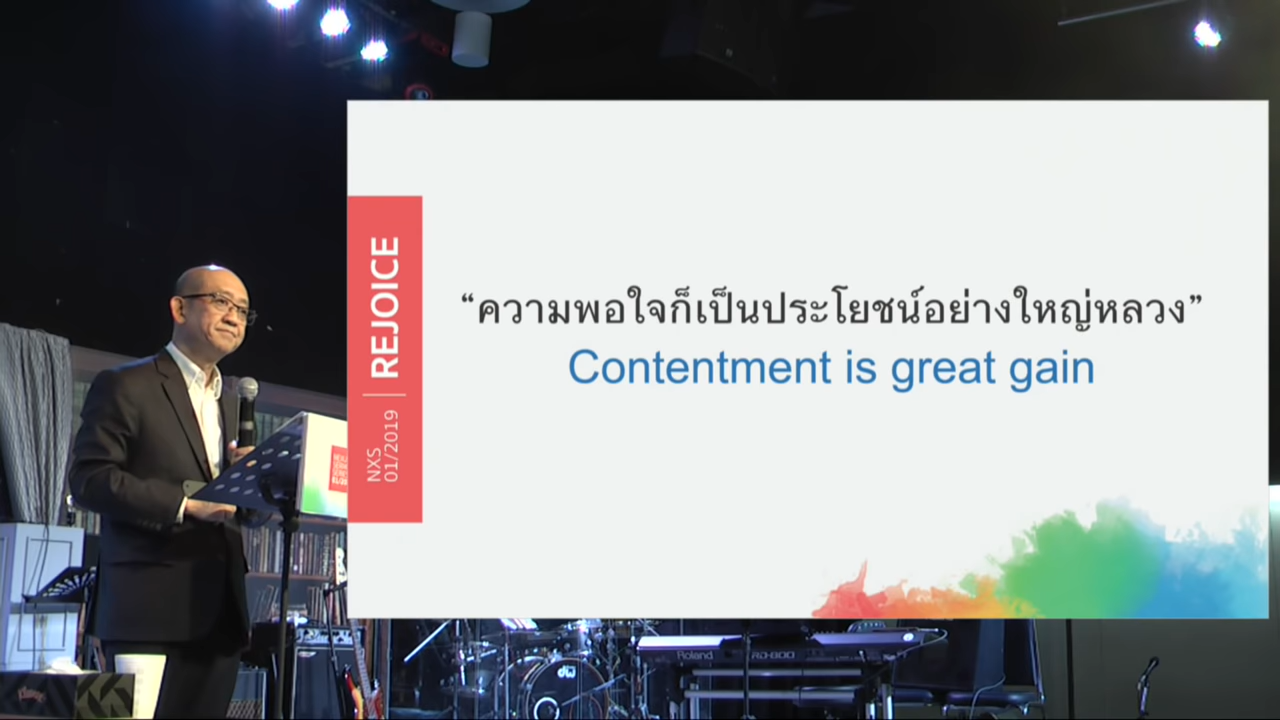 “ความพอใจก็เป็นประโยชน์อย่างใหญ่หลวง”
Contentment is great gain
NXS
01/2019
REJOICE
Roland
RD-800
dw